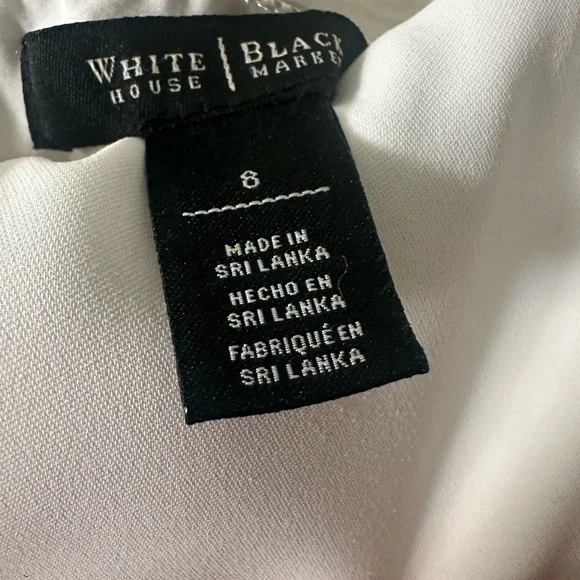 WHITE | BLACK
HOUSE | MARKET
8
MADE IN
SRI LANKA
HECHO EN
SRI LANKA
FABRIQUÉ EN
SRI LANKA